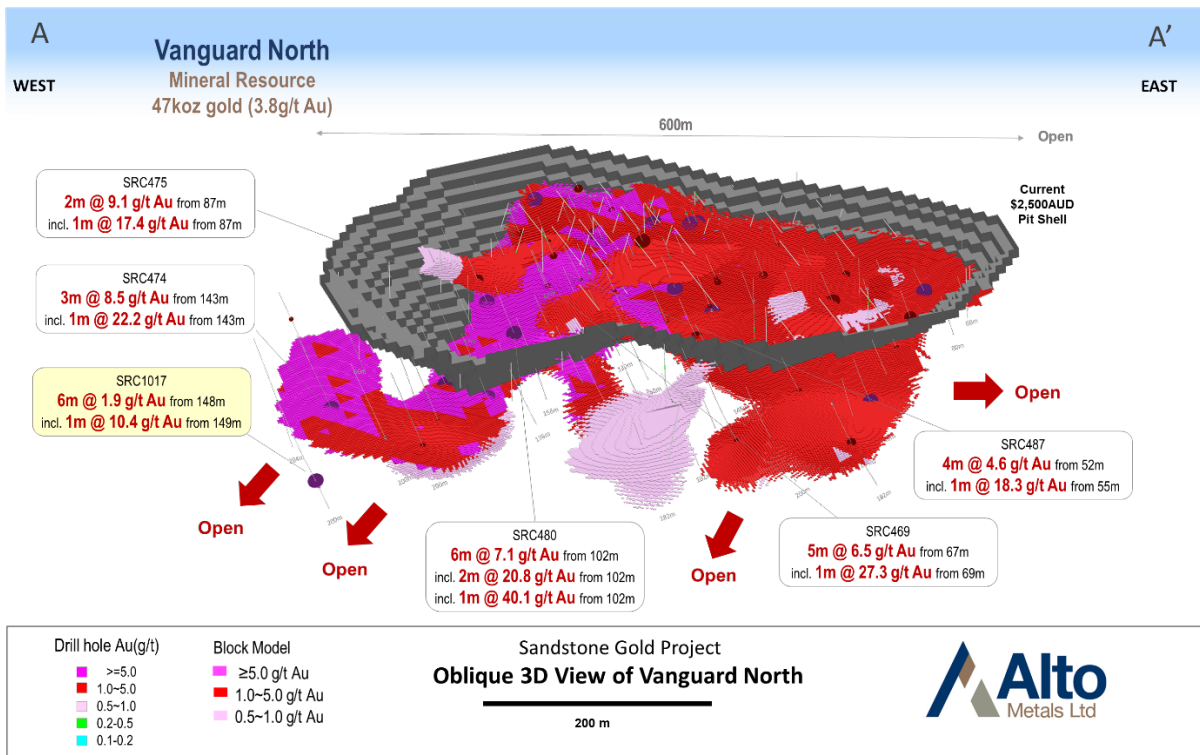 A
A'
WEST
EAST
Vanguard North
Mineral Resource
47koz gold (3.8g/t Au)
600m
Open
Current
$2,500AUD
Pit Shell
SRC475
2m @ 9.1 g/t Au from 87m
incl. 1m @ 17.4 g/t Au from 87m
SRC474
3m @ 8.5 g/t Au from 143m
incl. 1m @ 22.2 g/t Au from 143m
SRC1017
6m @ 1.9 g/t Au from 148m
incl. 1m @ 10.4 g/t Au from 149m
Open
Open
SRC480
6m @ 7.1 g/t Au from 102m
incl. 2m @ 20.8 g/t Au from 102m
incl. 1m @ 40.1 g/t Au from 102m
Open
SRC469
5m @ 6.5 g/t Au from 67m
incl. 1m @ 27.3 g/t Au from 69m
SRC487
4m @ 4.6 g/t Au from 52m
incl. 1m @ 18.3 g/t Au from 55m
Open
Drill hole Au(g/t)
>=5.0
1.0~5.0
0.5~1.0
0.2-0.5
0.1-0.2
Block Model
≥5.0 g/t Au
1.0~5.0 g/t Au
0.5~1.0 g/t Au
Sandstone Gold Project
Oblique 3D View of Vanguard North
200 m
Alto
Metals Ltd